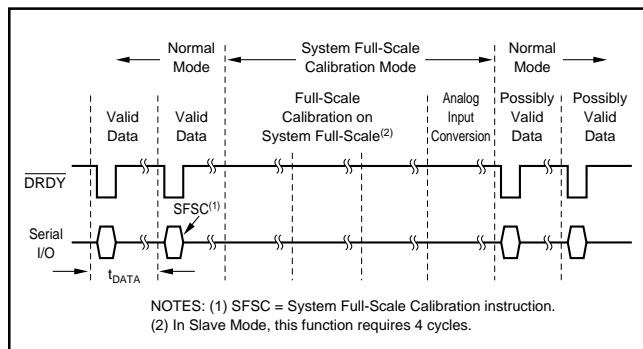 Normal Mode
System Full-Scale Calibration Mode
Normal Mode
Valid Data
Valid Data
Full-Scale Calibration on System Full-Scale(2)
Analog Input Conversion
Possibly Valid Data
Possibly Valid Data
DRDY
SFSC(1)
Serial I/O
tDATA
NOTES: (1) SFSC = System Full-Scale Calibration instruction.
(2) In Slave Mode, this function requires 4 cycles.